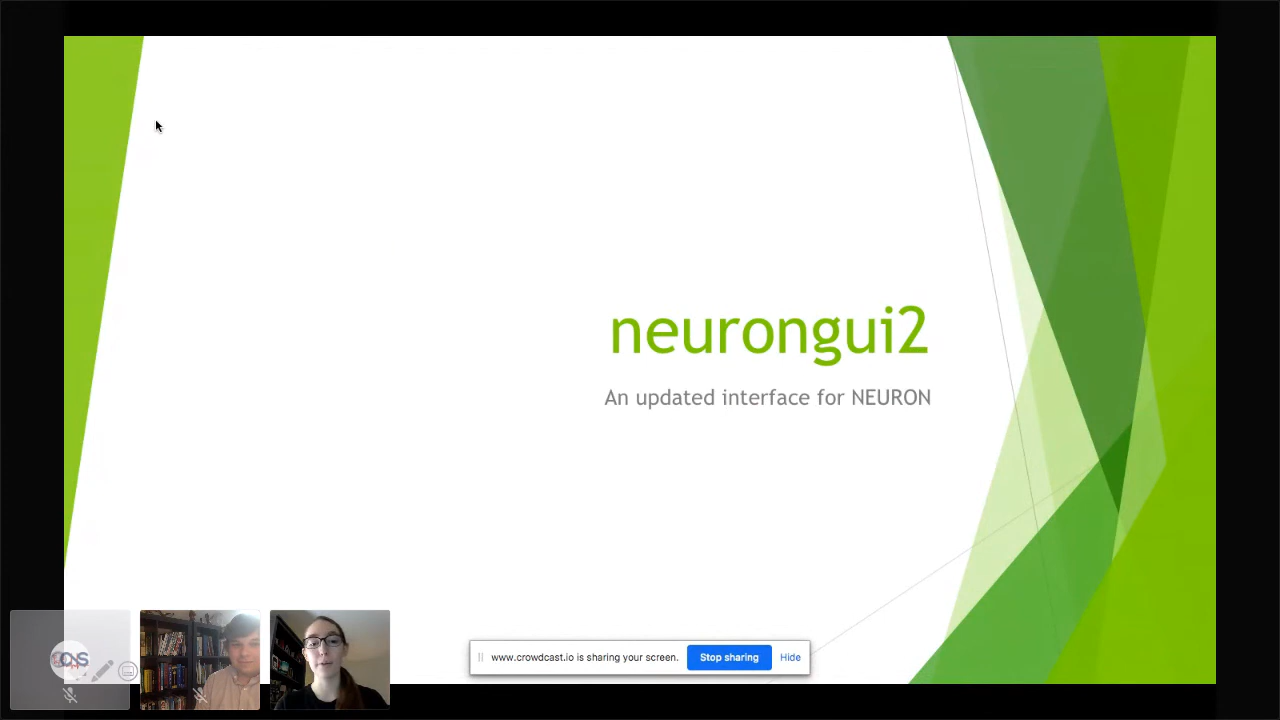 neurongui2
An updated interface for NEURON
www.crowdcast.io is sharing your screen. Stop sharing Hide